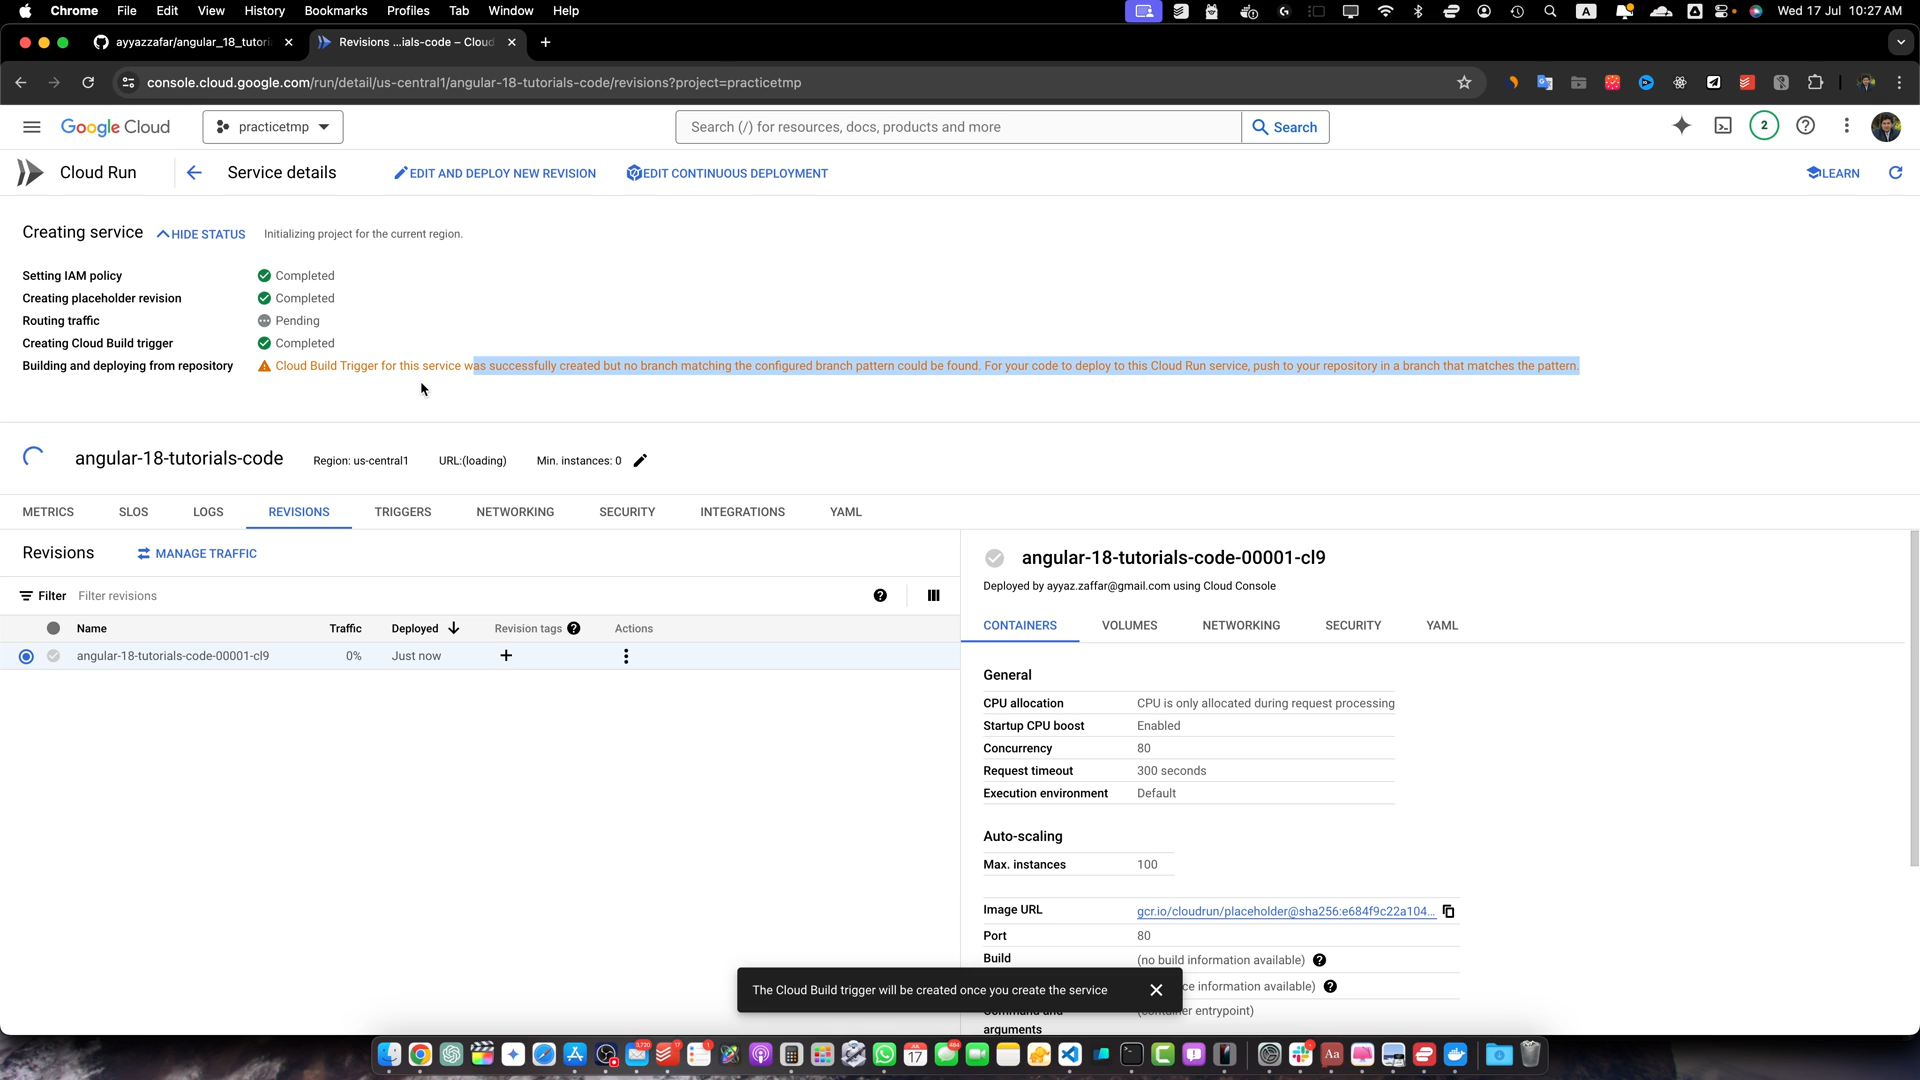 Chrome File Edit View History Bookmarks Profiles Tab Window Help Wed 17 Jul 10:27 AM
ayyazzafar/angular_18_tutori Revisions ...ials-code – Cloud
console.cloud.google.com/run/detail/us-central1/angular-18-tutorials-code/revisions?project=practicetmp
Google Cloud practicetmp Search (/) for resources, docs, products and more Search 2
Cloud Run Service details EDIT AND DEPLOY NEW REVISION EDIT CONTINUOUS DEPLOYMENT LEARN
Creating service HIDE STATUS Initializing project for the current region.
Setting IAM policy Completed
Creating placeholder revision Completed
Routing traffic Pending
Creating Cloud Build trigger Completed
Building and deploying from repository Cloud Build Trigger for this service was successfully created but no branch matching the configured branch pattern could be found. For your code to deploy to this Cloud Run service, push to your repository in a branch that matches the pattern.
angular-18-tutorials-code Region: us-central1 URL:(loading) Min. instances: 0
METRICS SLOS LOGS REVISIONS TRIGGERS NETWORKING SECURITY INTEGRATIONS YAML
Revisions MANAGE TRAFFIC
Filter Filter revisions
Name Traffic Deployed Revision tags Actions
angular-18-tutorials-code-00001-cl9 0% Just now
angular-18-tutorials-code-00001-cl9
Deployed by ayyaz.zaffar@gmail.com using Cloud Console
CONTAINERS VOLUMES NETWORKING SECURITY YAML
General
CPU allocation CPU is only allocated during request processing
Startup CPU boost Enabled
Concurrency 80
Request timeout 300 seconds
Execution environment Default
Auto-scaling
Max. instances 100
Image URL gcr.io/cloudrun/placeholder@sha256:e684f9c22a104...
Port 80
Build (no build information available)
ce information available)
Command and (container entrypoint)
arguments
The Cloud Build trigger will be created once you create the service